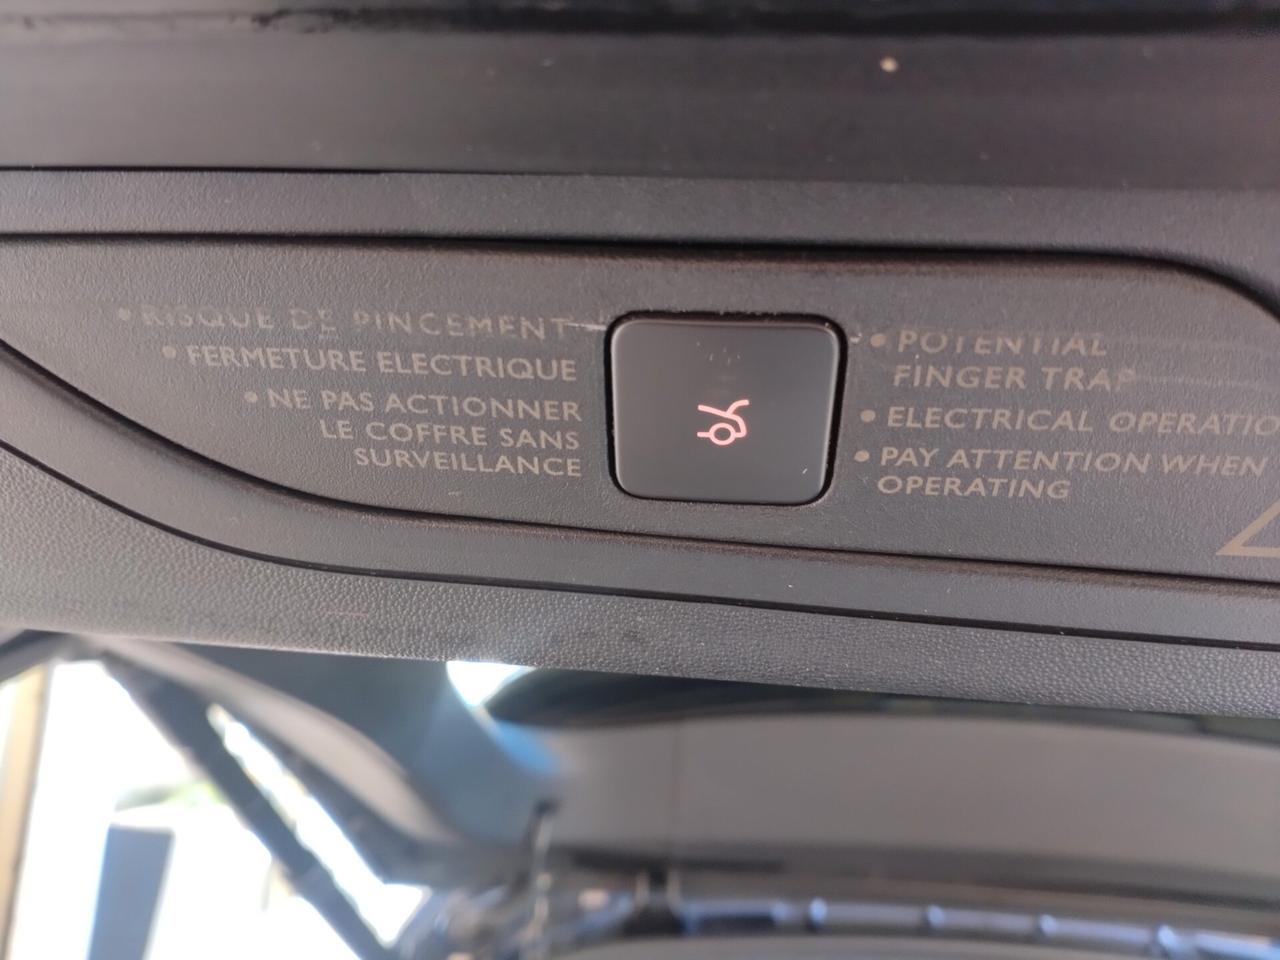 • RISQUE DE PINCEMENT
• FERMETURE ELECTRIQUE
• NE PAS ACTIONNER
LE COFFRE SANS
SURVEILLANCE
• POTENTIAL
FINGER TRAP
• ELECTRICAL OPERATIO
• PAY ATTENTION WHEN
OPERATING